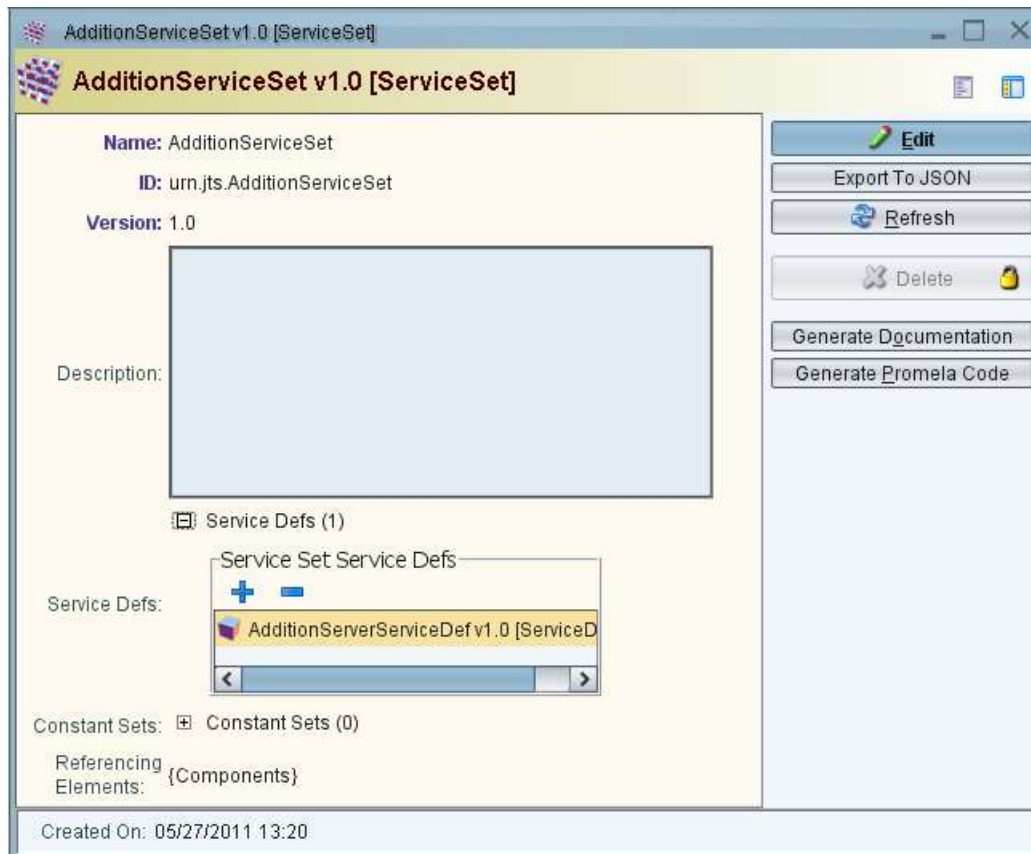 AdditionServiceSet v1.0 [ServiceSet]
AdditionServiceSet v1.0 [ServiceSet]
Name: AdditionServiceSet
ID: urn.jts.AdditionServiceSet
Version: 1.0
Description:
Service Defs (1)
Service Set Service Defs
Service Defs:
AdditionServerServiceDef v1.0 [ServiceD
Constant Sets: Constant Sets (0)
Referencing
Elements: {Components}
Created On: 05/27/2011 13:20
Edit
Export To JSON
Refresh
Delete
Generate Documentation
Generate Promela Code